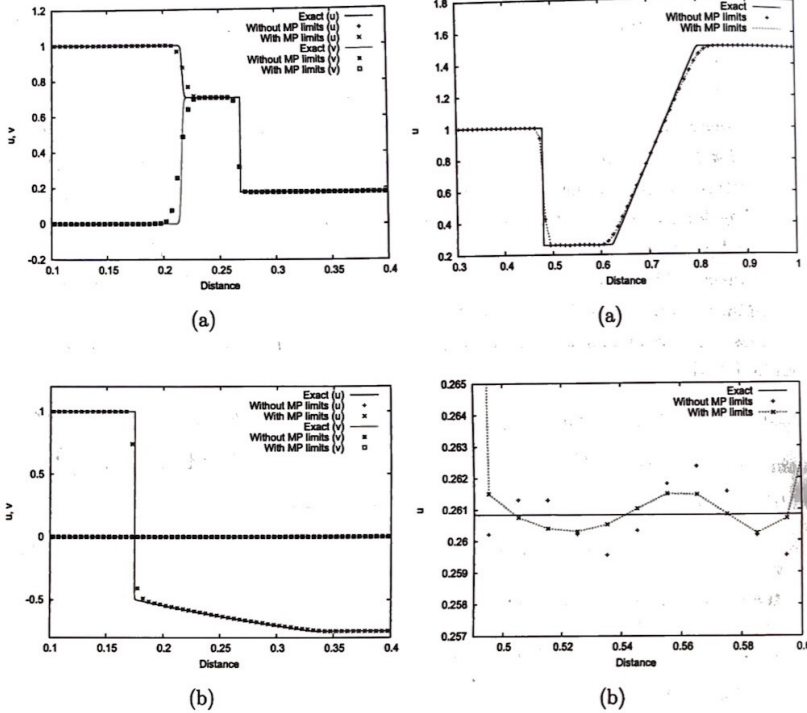 1.2
1
0.8
0.6
0.4
0.2
0
-0.2
u, v
Exact (u)
Without MP limits (u)
With MP limits (u)
Exact (v)
Without MP limits (v)
With MP limits (v)
0.1
0.15
0.2
0.25
0.3
0.35
0.4
Distance
(a)
1.8
1.6
1.4
1.2
1
0.8
0.6
0.4
0.2
u
Exact
Without MP limits
With MP limits
0.3
0.4
0.5
0.6
0.7
0.8
0.9
1
Distance
(a)
1
0.5
0
-0.5
u, v
Exact (u)
Without MP limits (u)
With MP limits (u)
Exact (v)
Without MP limits (v)
With MP limits (v)
0.1
0.15
0.2
0.25
0.3
0.35
0.4
Distance
(b)
0.265
0.264
0.263
0.262
0.261
0.26
0.259
0.258
0.257
u
Exact
Without MP limits
With MP limits
0.5
0.52
0.54
0.56
0.58
Distance
(b)